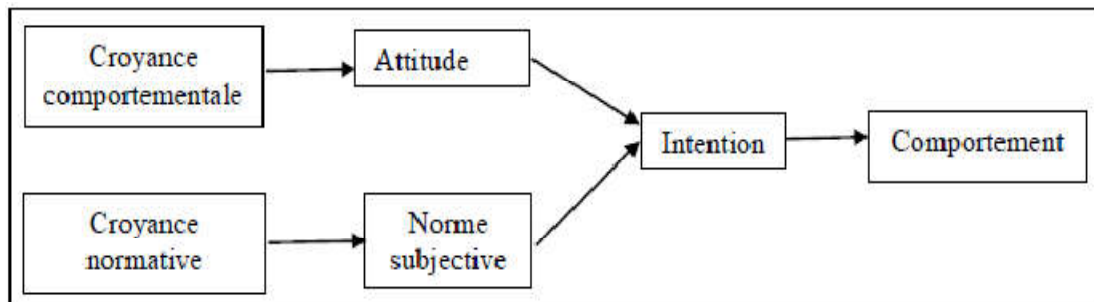 Croyance
comportementale
Attitude
Intention
Comportement
Croyance
normative
Norme
subjective